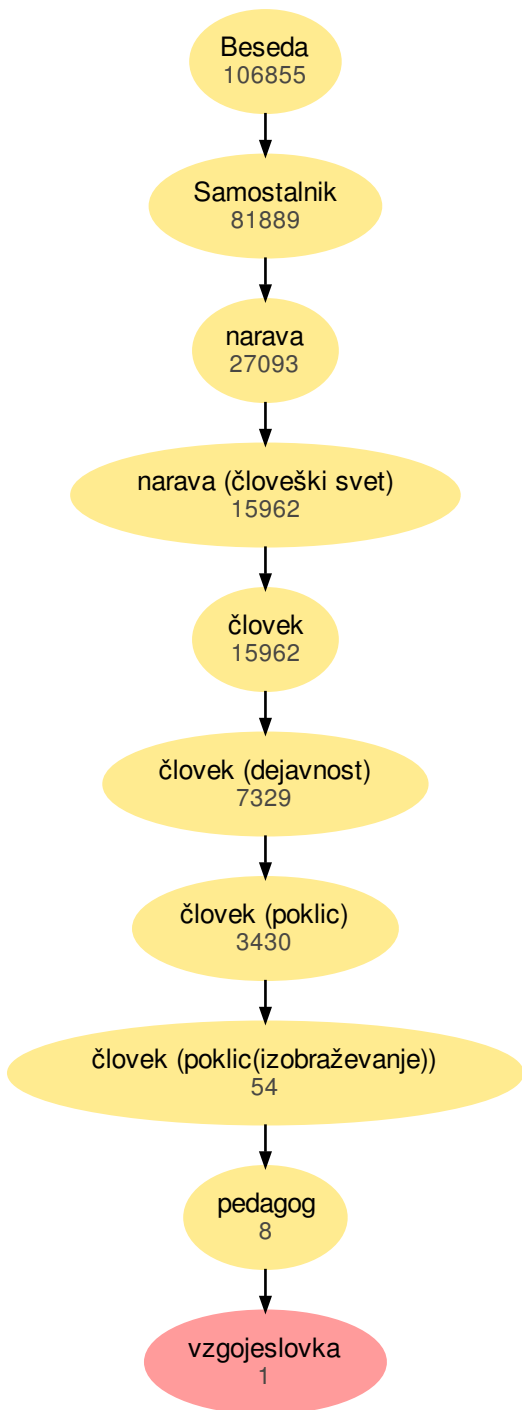 Beseda
106855
Samostalnik
81889
narava
27093
narava (človeški svet)
15962
človek
15962
človek (dejavnost)
7329
človek (poklic)
3430
človek (poklic(izobraževanje))
54
pedagog
8
vzgojeslovka
1